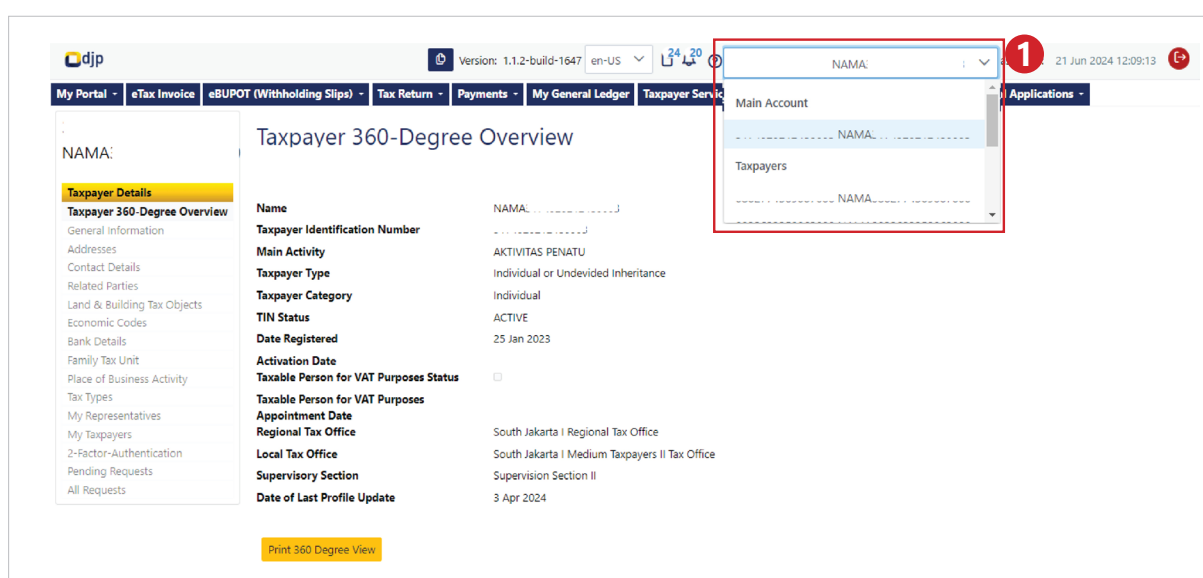 djp
Version: 1.1.2-build-1647 en-US 24 20
NAMA:
1
21 Jun 2024 12:09:13
My Portal eTax Invoice eBUPOT (Withholding Slips) Tax Return Payments My General Ledger Taxpayer Applications
Main Account
NAMA
Taxpayers
NAMA
NAMA:
Taxpayer 360-Degree Overview
Taxpayer Details
Taxpayer 360-Degree Overview
General Information
Addresses
Contact Details
Related Parties
Land & Building Tax Objects
Economic Codes
Bank Details
Family Tax Unit
Place of Business Activity
Tax Types
My Representatives
My Taxpayers
2-Factor-Authentication
Pending Requests
All Requests
Name NAMA
Taxpayer Identification Number
Main Activity AKTIVITAS PENATU
Taxpayer Type Individual or Undevided Inheritance
Taxpayer Category Individual
TIN Status ACTIVE
Date Registered 25 Jan 2023
Activation Date
Taxable Person for VAT Purposes Status
Taxable Person for VAT Purposes
Appointment Date
Regional Tax Office South Jakarta I Regional Tax Office
Local Tax Office South Jakarta I Medium Taxpayers II Tax Office
Supervisory Section Supervision Section II
Date of Last Profile Update 3 Apr 2024
Print 360 Degree View